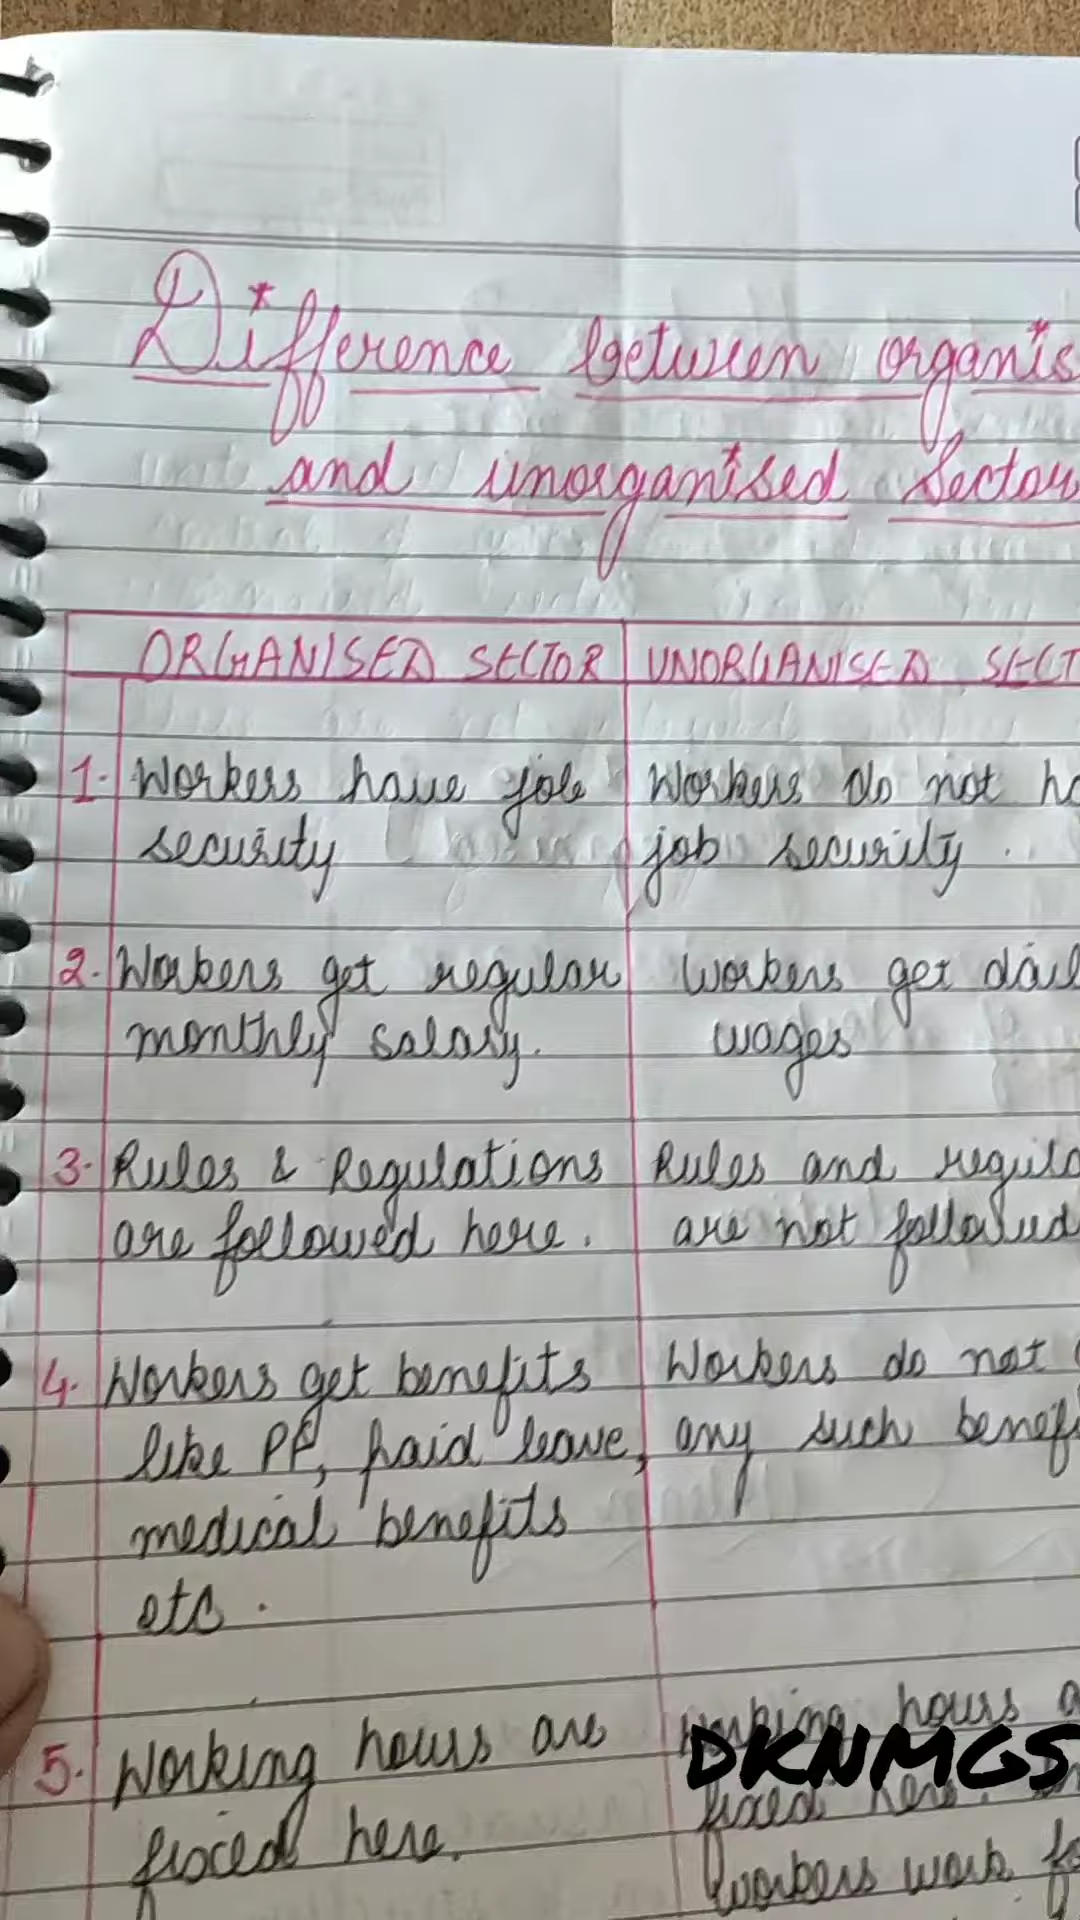 Difference between organis
and unorganised Sector
ORGANISED SECTOR UNORGANISED SECT
1. Workers have job Workers do not ha
security job security.
2. Workers get regular Workers get dail
monthly salary. wages
3. Rules & Regulations Rules and regula
are followed here. are not followed
4. Workers get benefits Workers do not
like PF, paid leave, any such benefi
medical benefits
etc.
5. Working hours are Working hours a
fixed here. fixed here.
workers work fo
DKNMGS